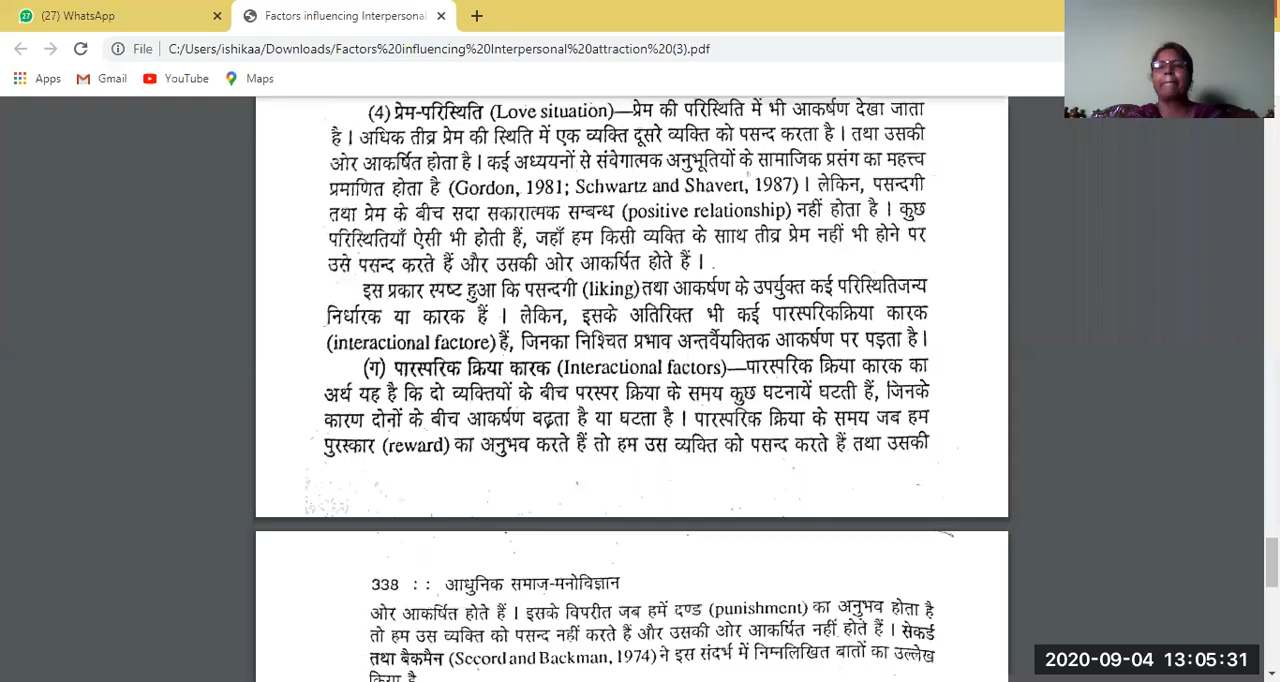 (27) WhatsApp
Factors influencing Interpersonal
File C:/Users/ishikaa/Downloads/Factors%20influencing%20Interpersonal%20attraction%20(3).pdf
Apps Gmail YouTube Maps
(4) प्रेम-परिस्थिति (Love situation)—प्रेम की परिस्थिति में भी आकर्षण देखा जाता
है। अधिक तीव्र प्रेम की स्थिति में एक व्यक्ति दूसरे व्यक्ति को पसन्द करता है। तथा उसकी
ओर आकर्षित होता है। कई अध्ययनों से संवेगात्मक अनुभूतियों के सामाजिक प्रसंग का महत्त्व
प्रमाणित होता है (Gordon, 1981; Schwartz and Shavert, 1987)। लेकिन, पसन्दगी
तथा प्रेम के बीच सदा सकारात्मक सम्बन्ध (positive relationship) नहीं होता है। कुछ
परिस्थितियाँ ऐसी भी होती हैं, जहाँ हम किसी व्यक्ति के सााथ तीव्र प्रेम नहीं भी होने पर
उसे पसन्द करते हैं और उसकी ओर आकर्षित होते हैं।
इस प्रकार स्पष्ट हुआ कि पसन्दगी (liking) तथा आकर्षण के उपर्युक्त कई परिस्थितिजन्य
निर्धारक या कारक हैं। लेकिन, इसके अतिरिक्त भी कई पारस्परिकक्रिया कारक
(interactional factore) हैं, जिनका निश्चित प्रभाव अन्तर्वैयक्तिक आकर्षण पर पड़ता है।
(ग) पारस्परिक क्रिया कारक (Interactional factors)—पारस्परिक क्रिया कारक का
अर्थ यह है कि दो व्यक्तियों के बीच परस्पर क्रिया के समय कुछ घटनायें घटती हैं, जिनके
कारण दोनों के बीच आकर्षण बढ़ता है या घटता है। पारस्परिक क्रिया के समय जब हम
पुरस्कार (reward) का अनुभव करते हैं तो हम उस व्यक्ति को पसन्द करते हैं तथा उसकी
338 :: आधुनिक समाज-मनोविज्ञान
ओर आकर्षित होते हैं। इसके विपरीत जब हमें दण्ड (punishment) का अनुभव होता है
तो हम उस व्यक्ति को पसन्द नहीं करते हैं और उसकी ओर आकर्षित नहीं होते हैं। सेकर्ड
तथा बैकमैन (Secord and Backman, 1974) ने इस संदर्भ में निम्नलिखित बातों का उल्लेख
किया है
2020-09-04 13:05:31